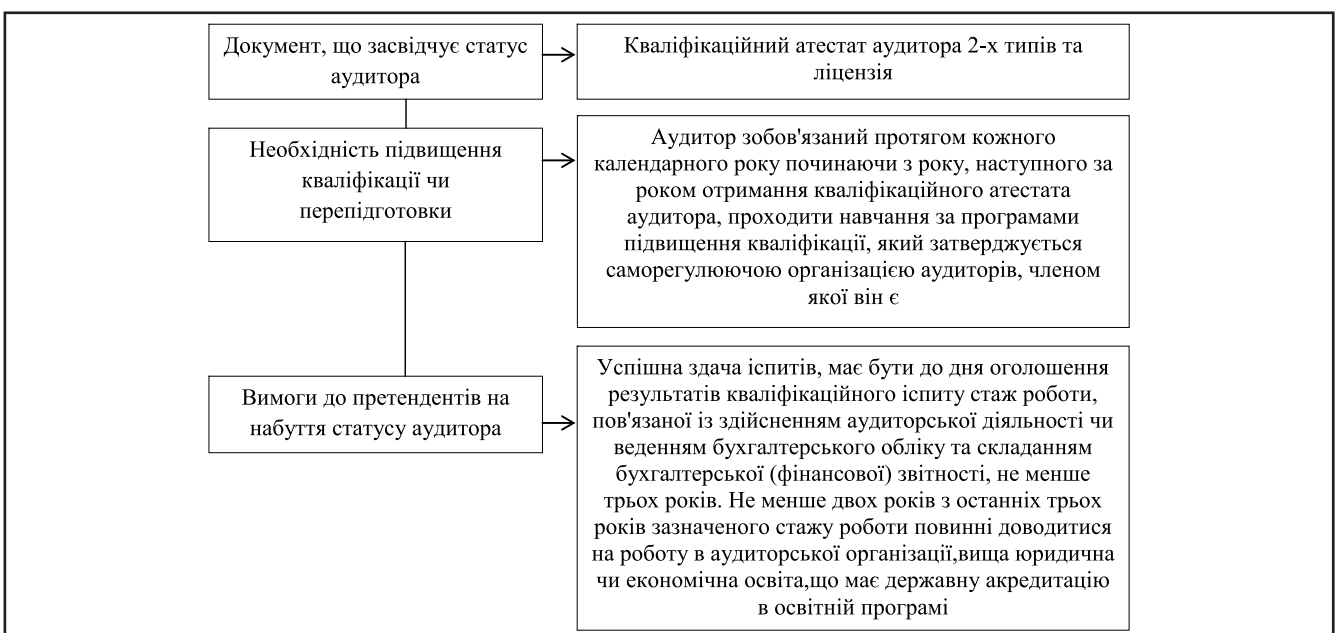 Документ, що засвідчує статус
аудитора
Кваліфікаційний атестат аудитора 2-х типів та
ліцензія
Необхідність підвищення
кваліфікації чи
перепідготовки
Аудитор зобов'язаний протягом кожного
календарного року починаючи з року, наступного за
роком отримання кваліфікаційного атестата
аудитора, проходити навчання за програмами
підвищення кваліфікації, який затверджується
саморегулюючою організацією аудиторів, членом
якої він є
Вимоги до претендентів на
набуття статусу аудитора
Успішна здача іспитів, має бути до дня оголошення
результатів кваліфікаційного іспиту стаж роботи,
пов'язаної із здійсненням аудиторської діяльності чи
веденням бухгалтерського обліку та складанням
бухгалтерської (фінансової) звітності, не менше
трьох років. Не менше двох років з останніх трьох
років зазначеного стажу роботи повинні доводитися
на роботу в аудиторської організації,вища юридична
чи економічна освіта,що має державну акредитацію
в освітній програмі